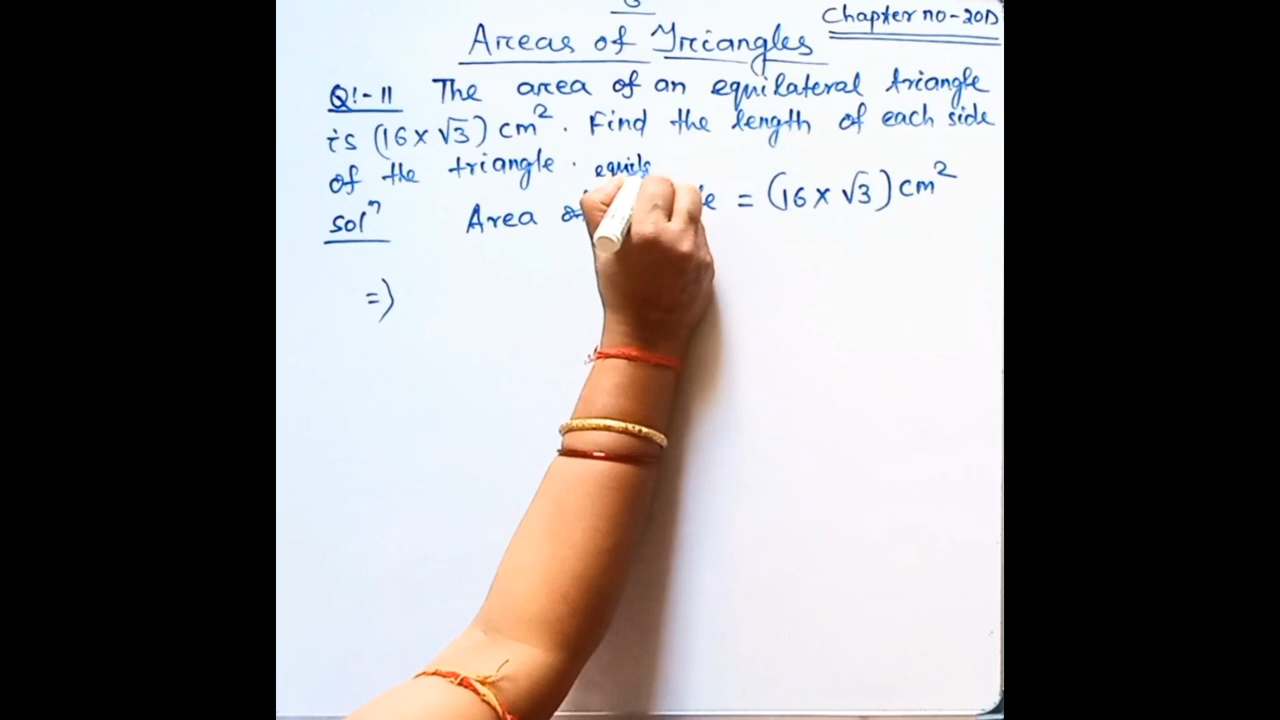 Chapter no-20D
Areas of Triangles
Q!-11 The area of an equilateral triangle
is (16×√3) cm². Find the length of each side
of the triangle.
Solⁿ Area = (16×√3) cm²
=)